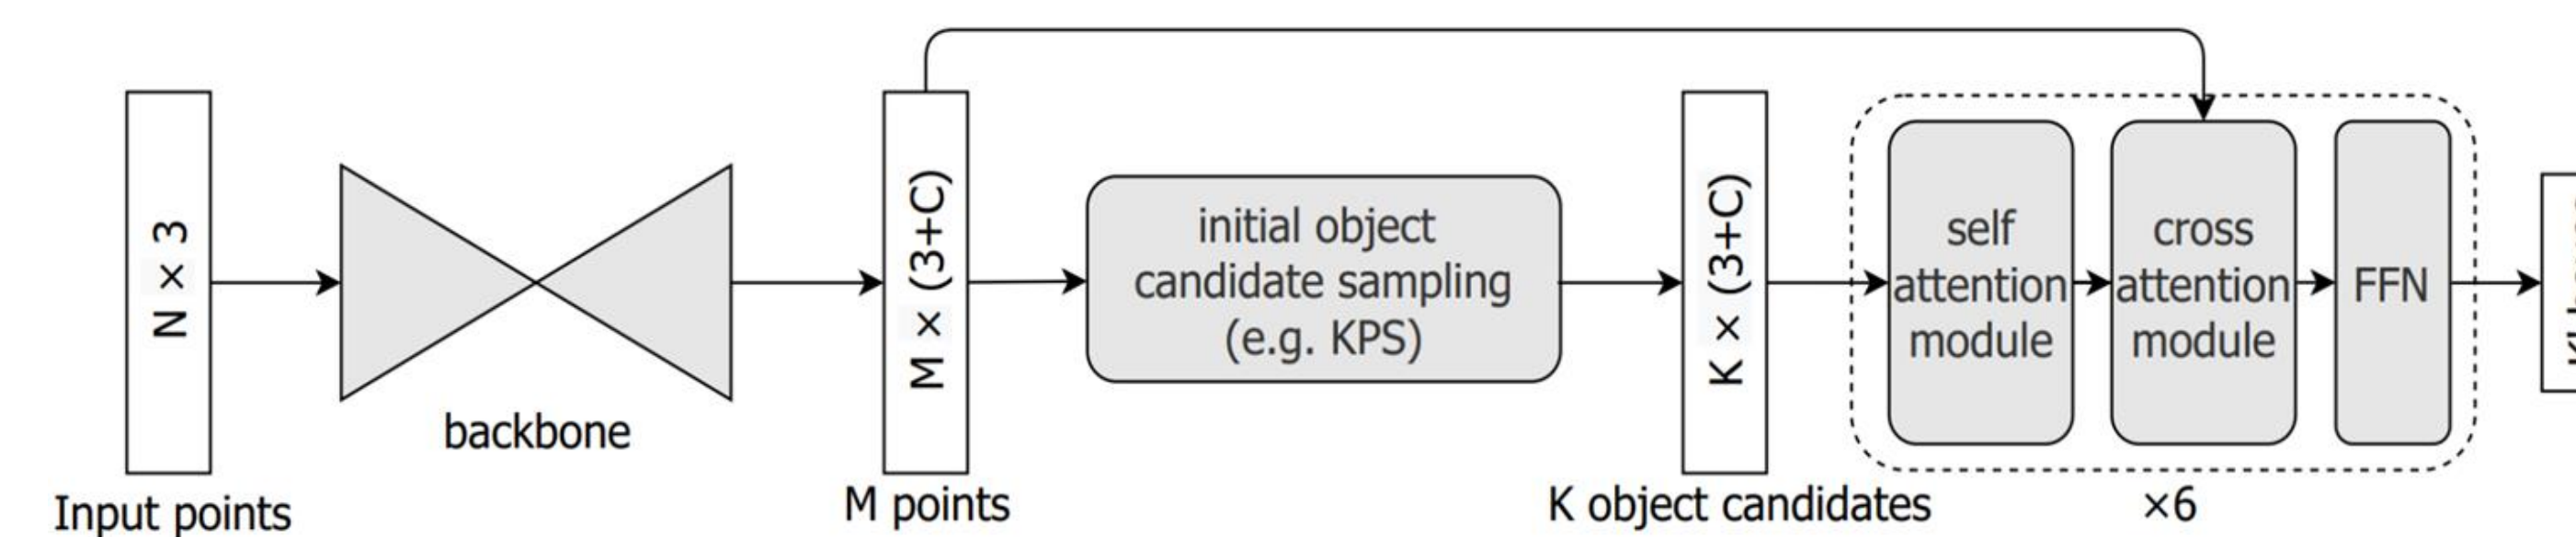 N × 3
Input points
backbone
M × (3+C)
M points
initial object
candidate sampling
(e.g. KPS)
K × (3+C)
K object candidates
self
attention
module
cross
attention
module
FFN
×6